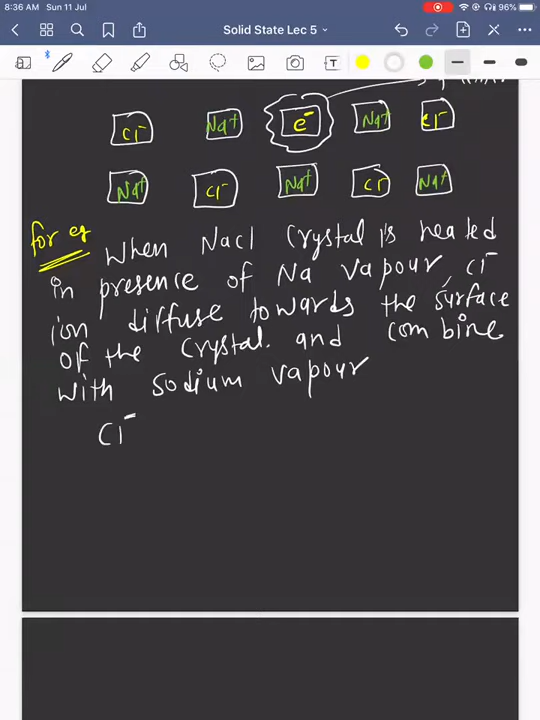 8:36 AM Sun 11 Jul 96%
Solid State Lec 5
T
Cl⁻ Na⁺ e⁻ Na⁺ Cl⁻
Na⁺ Cl⁻ Na⁺ Cl⁻ Na⁺
for eg When NaCl Crystal is heated
in presence of Na vapour, Cl⁻
ion diffuse towards the surface
of the crystal. and combine
with sodium vapour
Cl⁻